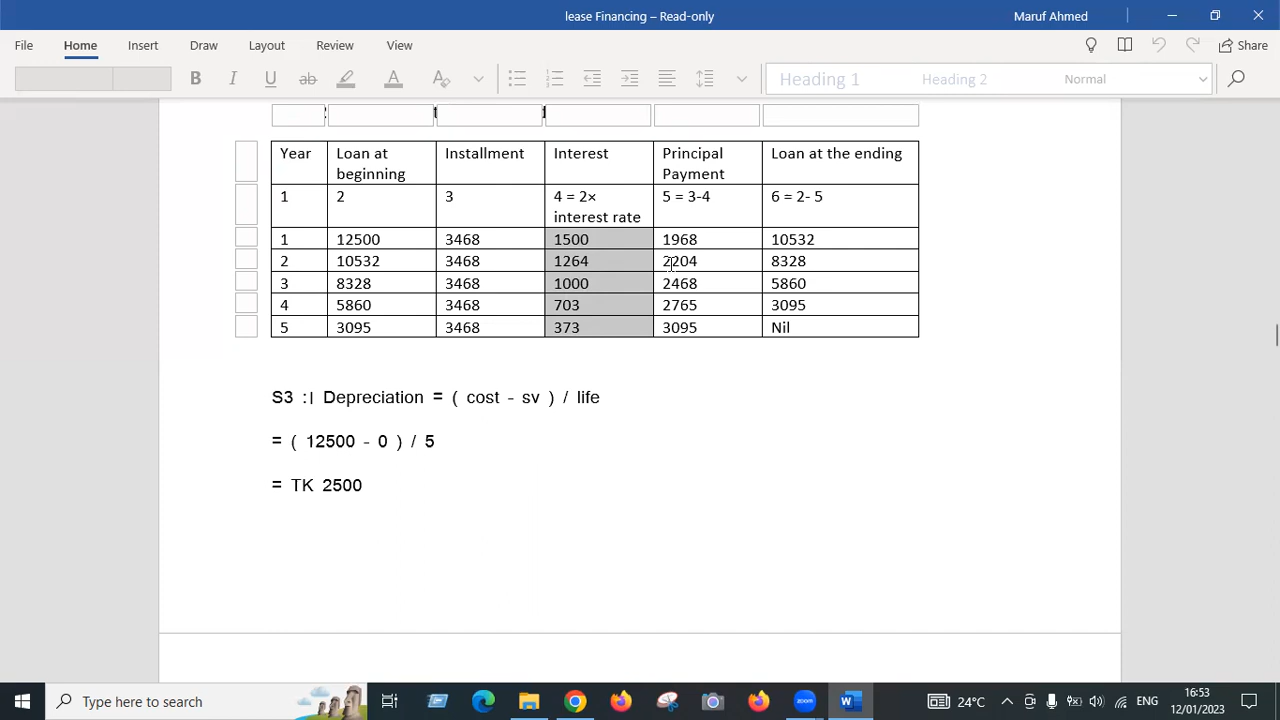 lease Financing – Read-only
Maruf Ahmed
File Home Insert Draw Layout References Review View Share
Heading 1 Heading 2 Normal
Year Loan at beginning Installment Interest Principal Payment Loan at the ending
1 2 3 4 = 2× interest rate 5 = 3-4 6 = 2- 5
1 12500 3468 1500 1968 10532
2 10532 3468 1264 2204 8328
3 8328 3468 1000 2468 5860
4 5860 3468 703 2765 3095
5 3095 3468 373 3095 Nil
S3 :। Depreciation = ( cost - sv ) / life
= ( 12500 - 0 ) / 5
= TK 2500
Type here to search
zoom
24°C
ENG
16:53
12/01/2023